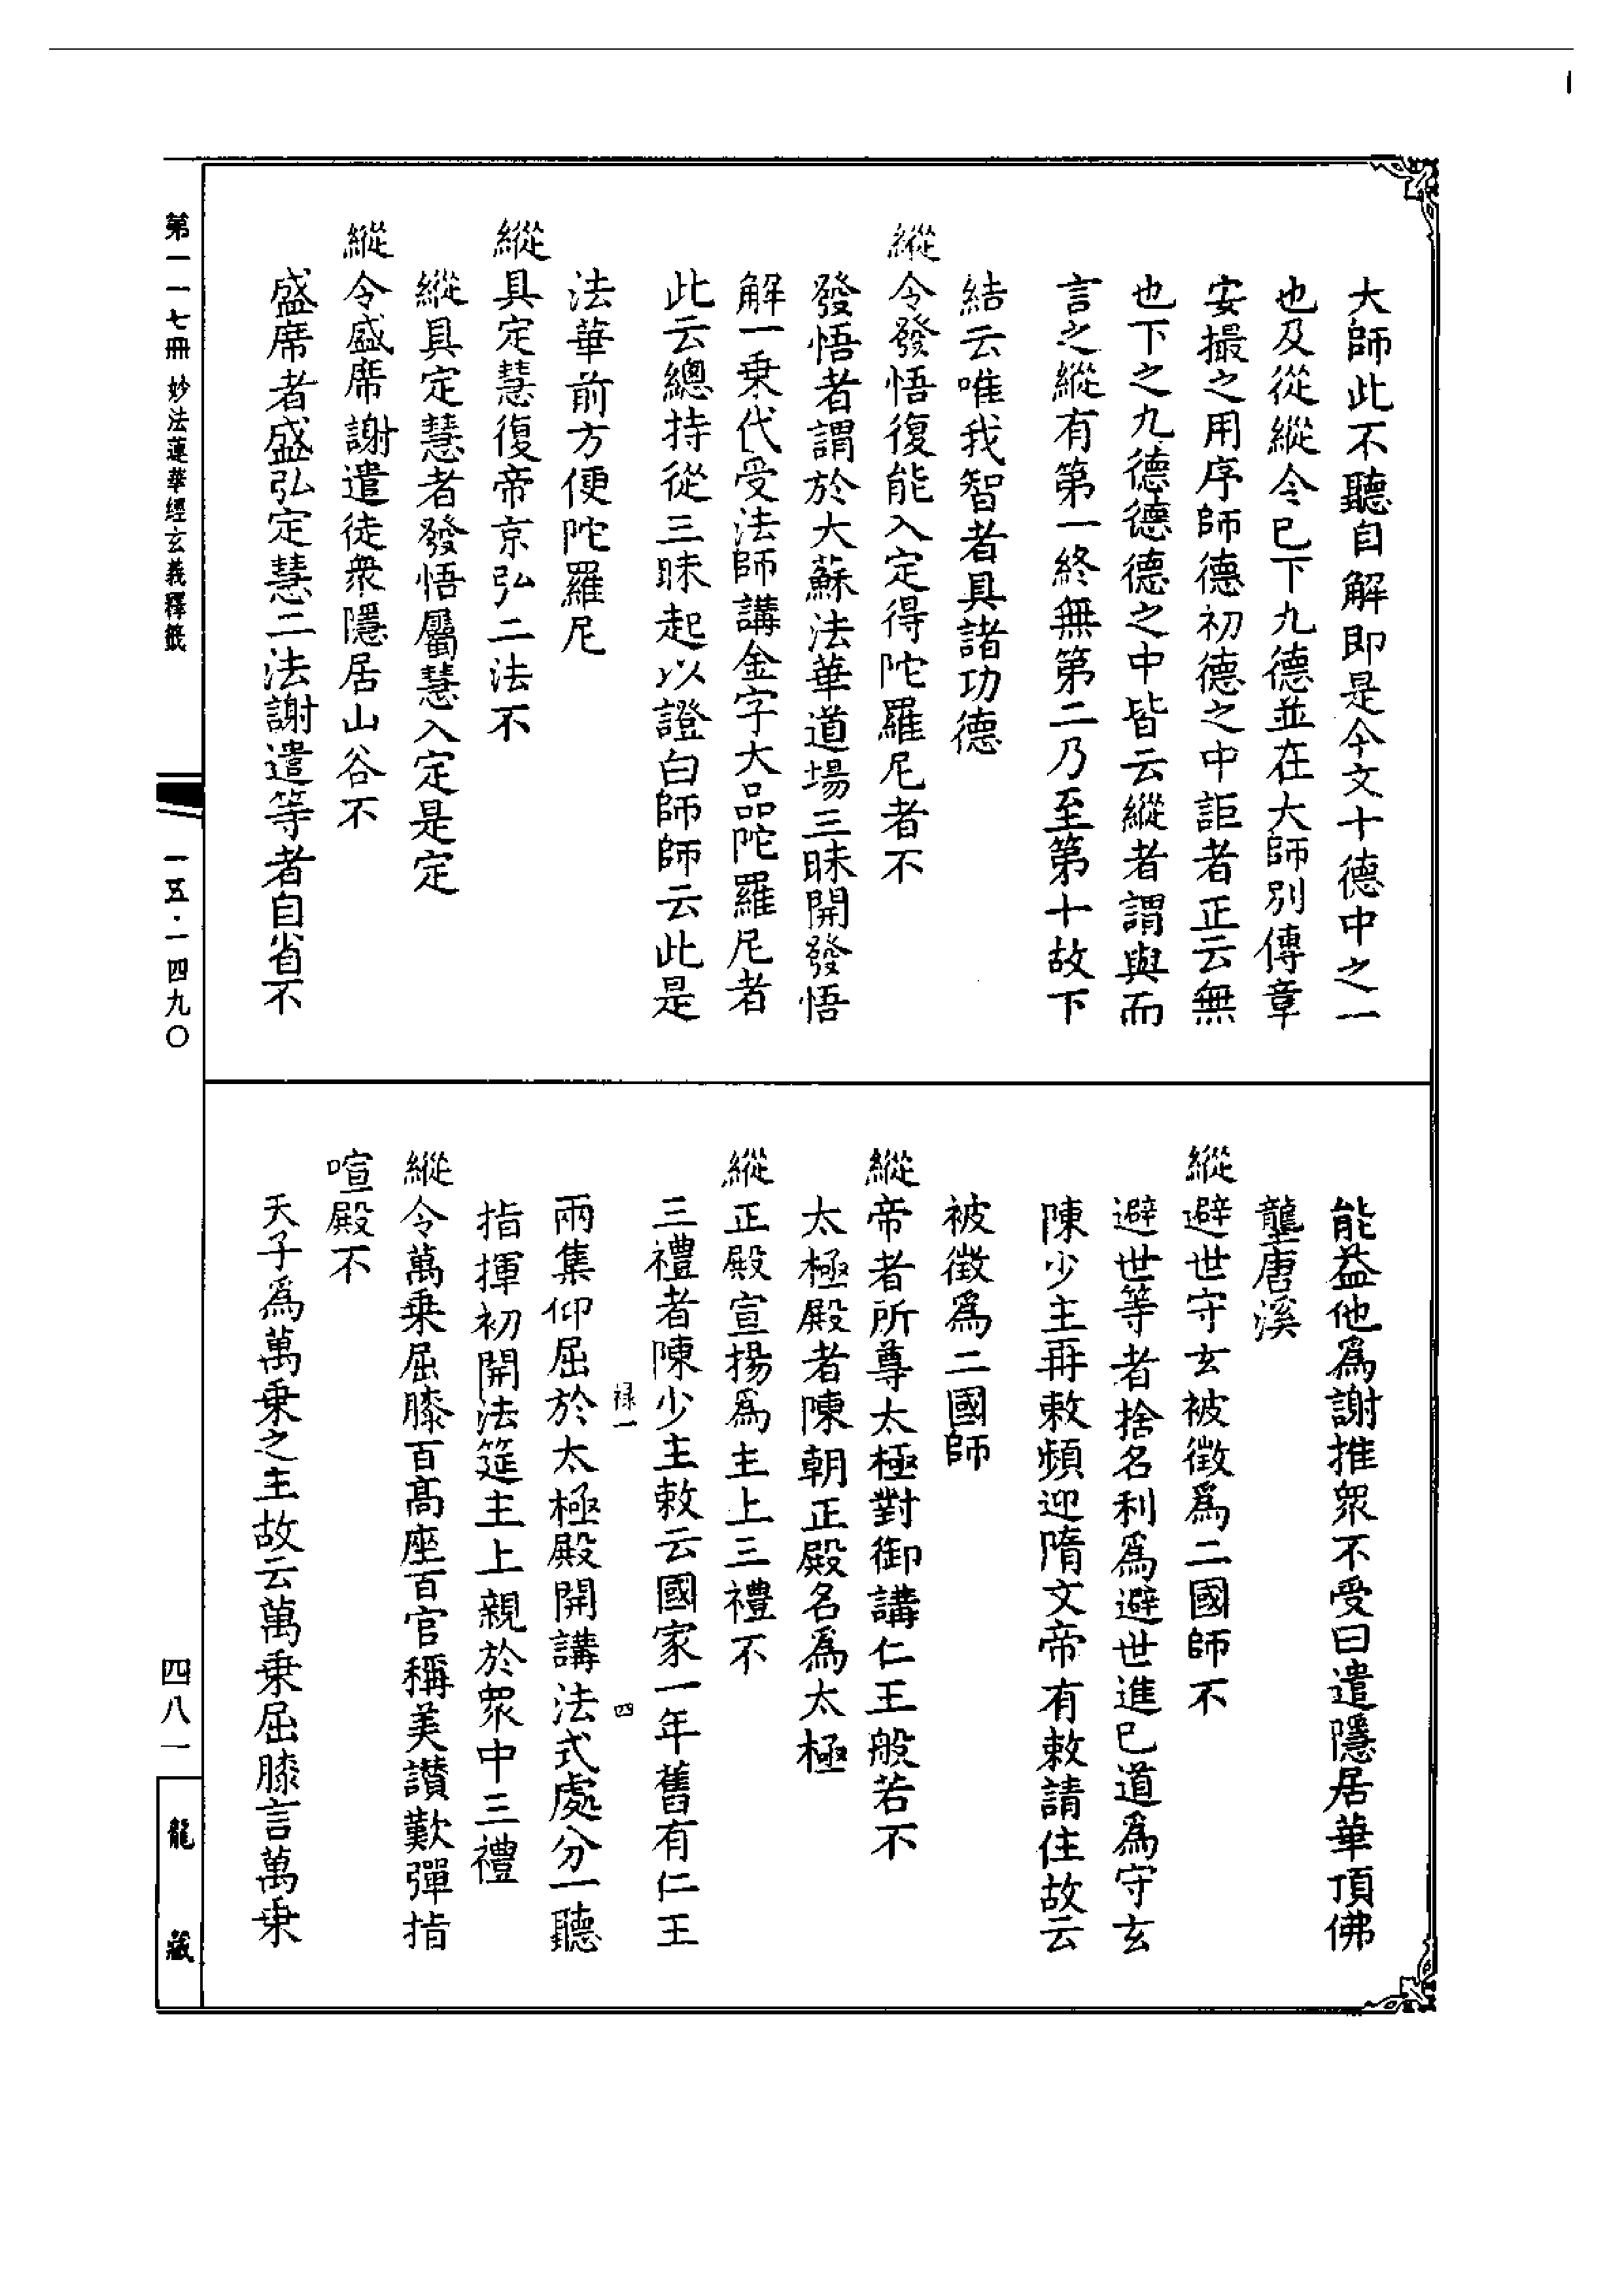 大師此不聽自解即是今文十德中之一
也及從縱令已下九德並在大師別傳章
安撮之用序師德初德之中詎者正云無
也下之九德德德之中皆云縱者謂與而
言之縱有第一終無第二乃至第十故下
結云唯我智者具諸功德
縱令發悟復能入定得陀羅尼者不
發悟者謂於大蘇法華道場三昧開發悟
解一乗代受法師講金字大品陀羅尼者
此云總持從三昧起以證白師師云此是
法華前方便陀羅尼
縱具定慧復帝京弘二法不
縱具定慧者發悟屬慧入定是定
縱令盛席謝遣徒衆隱居山谷不
盛席者盛弘定慧二法謝遣等者自省不
能益他爲謝推衆不受曰遣隱居華頂佛
壟唐溪
縱避世守玄被徴爲二國師不
避世等者捨名利爲避世進已道爲守玄
陳少主再敕頻迎隋文帝有敕請住故云
被徴爲二國師
縱帝者所尊太極對御講仁王般若不
太極殿者陳朝正殿名爲太極
縱正殿宣揚爲主上三禮不
三禮者陳少主敕云國家一年舊有仁王
祿一 四
兩集仰屈於太極殿開講法式處分一聽
指揮初開法筵主上親於衆中三禮
縱令萬乗屈膝百高座百官稱美讃歎彈指
喧殿不
天子爲萬乗之主故云萬乗屈膝言萬乗
第一一七冊 妙法蓮華經玄義釋籤
一五·一四九〇
四八一
龍藏